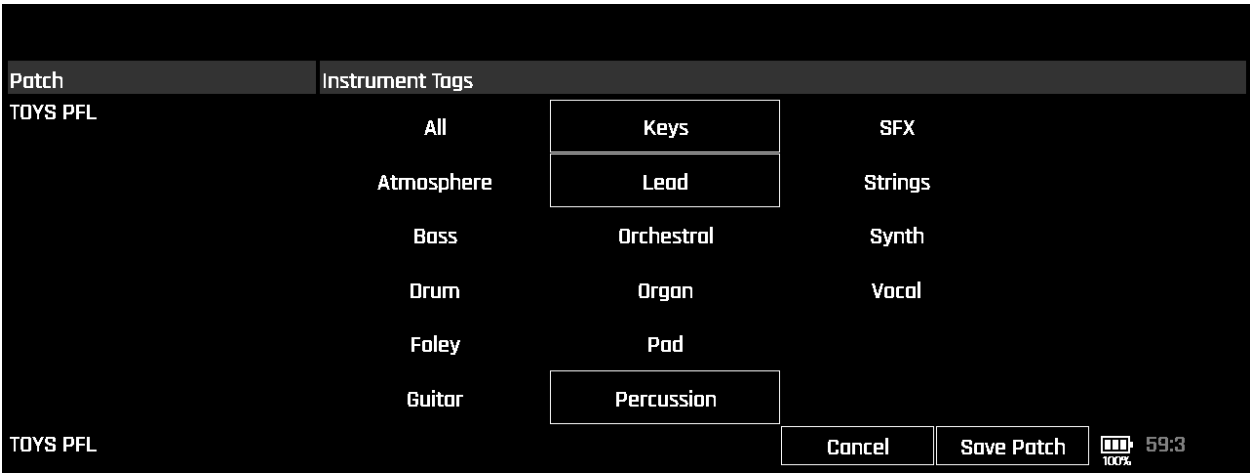 Patch Instrument Tags
TOYS PFL
All Keys SFX
Atmosphere Lead Strings
Bass Orchestral Synth
Drum Organ Vocal
Foley Pad
Guitar Percussion
TOYS PFL Cancel Save Patch 100% 59:3